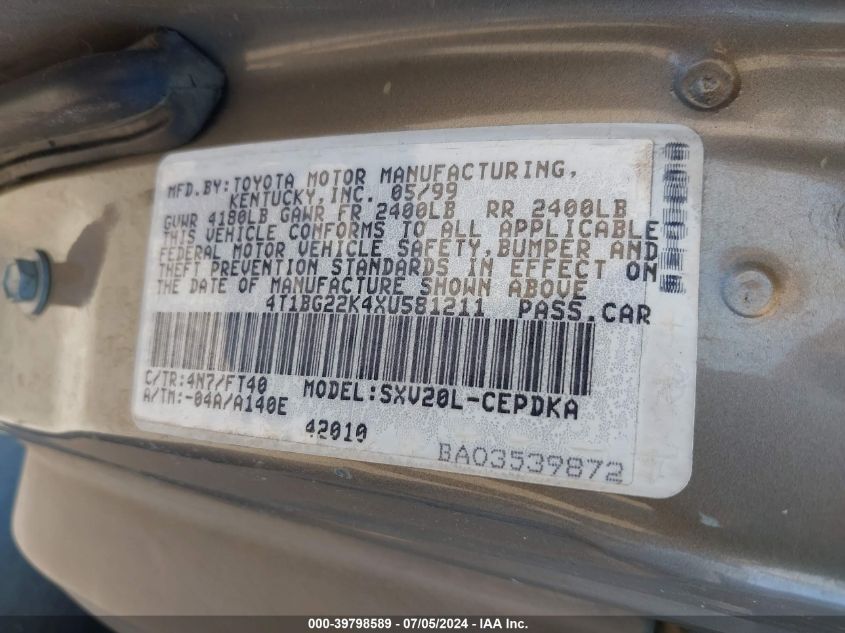 MFD.BY:TOYOTA MOTOR MANUFACTURING,
KENTUCKY,INC. 05/99
GVWR 4180LB GAWR FR 2400LB RR 2400LB
THIS VEHICLE CONFORMS TO ALL APPLICABLE
FEDERAL MOTOR VEHICLE SAFETY,BUMPER AND
THEFT PREVENTION STANDARDS IN EFFECT ON
THE DATE OF MANUFACTURE SHOWN ABOVE
4T1BG22K4XU581211 PASS.CAR
C/TR:4N7/FT40 MODEL:SXV20L-CEPDKA
A/TM:-04A/A140E
42010
BA03539872
000-39798589 - 07/05/2024 - IAA Inc.